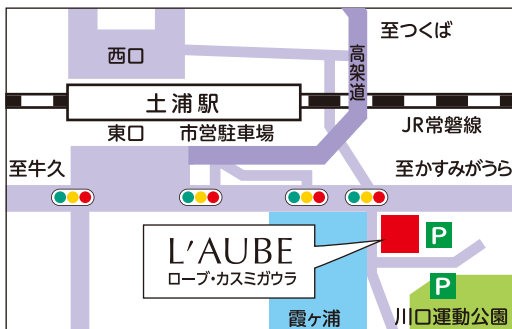 至つくば
西口
高架道
土浦駅
東口
市営駐車場
JR常磐線
至牛久
至かすみがうら
L'AUBE
ローブ・カスミガウラ
P
P
霞ヶ浦
川口運動公園